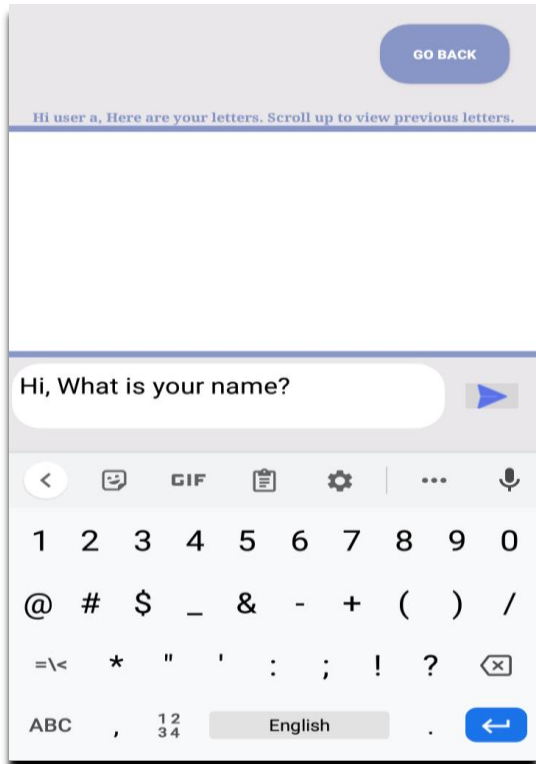 GO BACK
Hi user a, Here are your letters. Scroll up to view previous letters.
Hi, What is your name?
GIF
1 2 3 4 5 6 7 8 9 0
@ # $ _ & - + ( ) /
=\< * " ' : ; ! ?
ABC , 12 34 English .